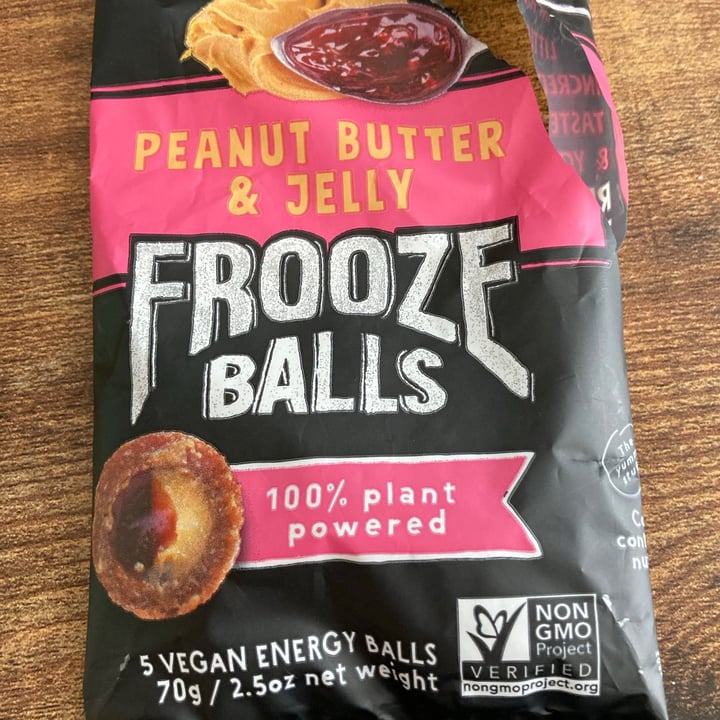 PEANUT BUTTER
& JELLY
FROOZE
BALLS
100% plant
powered
5 VEGAN ENERGY BALLS
70g / 2.5oz net weight
NON
GMO
Project
VERIFIED
nongmoproject.org
The